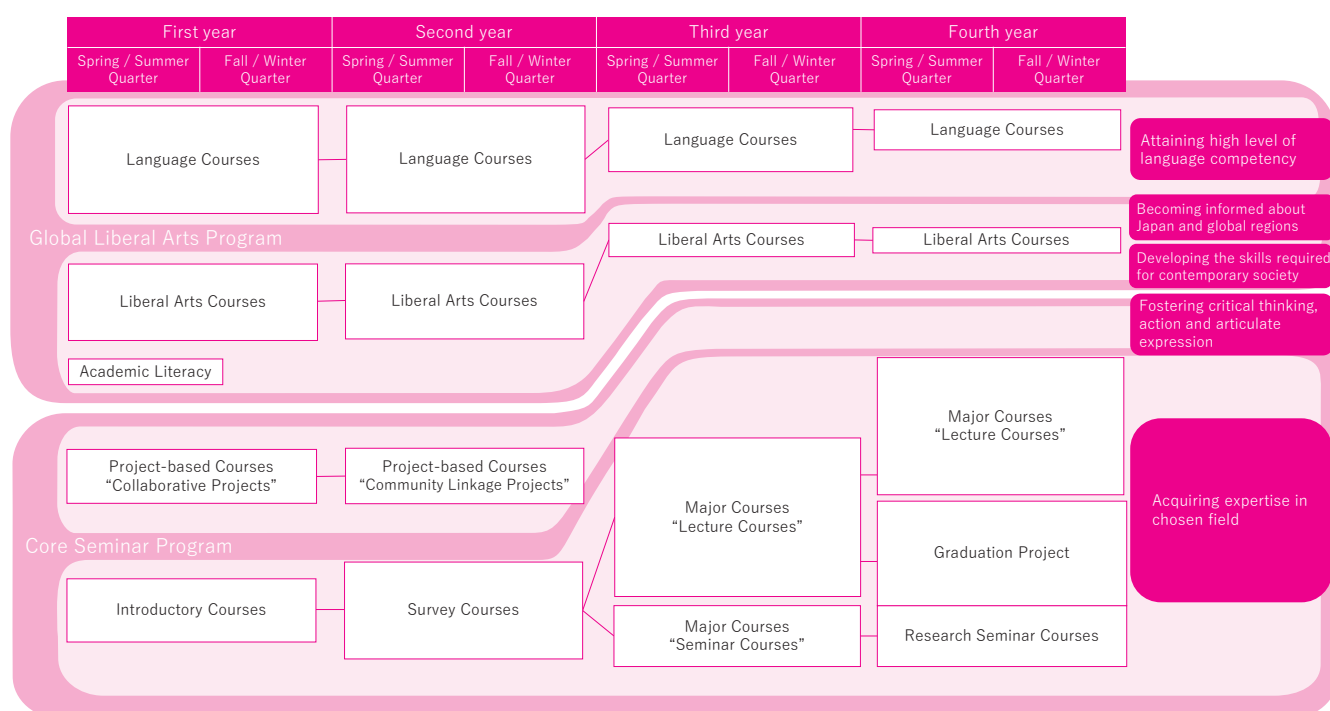 First year
Second year
Third year
Fourth year
Spring / Summer
Quarter
Fall / Winter
Quarter
Spring / Summer
Quarter
Fall / Winter
Quarter
Spring / Summer
Quarter
Fall / Winter
Quarter
Spring / Summer
Quarter
Fall / Winter
Quarter
Language Courses
Language Courses
Language Courses
Language Courses
Attaining high level of
language competency
Global Liberal Arts Program
Liberal Arts Courses
Liberal Arts Courses
Liberal Arts Courses
Liberal Arts Courses
Becoming informed about
Japan and global regions
Developing the skills required
for contemporary society
Academic Literacy
Fostering critical thinking,
action and articulate
expression
Project-based Courses
“Collaborative Projects”
Project-based Courses
“Community Linkage Projects”
Core Seminar Program
Introductory Courses
Survey Courses
Major Courses
“Lecture Courses”
Major Courses
“Seminar Courses”
Major Courses
“Lecture Courses”
Graduation Project
Research Seminar Courses
Acquiring expertise in
chosen field